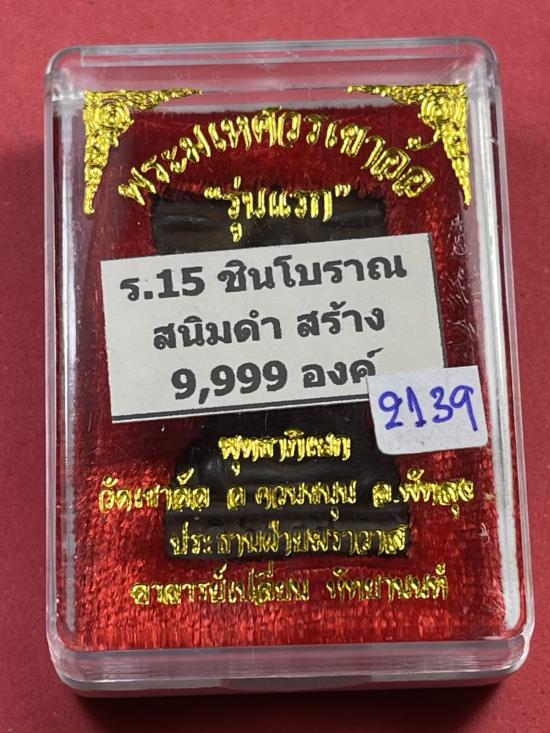 พระมเหศวรเขาอ้อ
"รุ่นแรก"
ร.15 ชินโบราณ
สนิมดำ สร้าง
9,999 องค์
2139
พุทธาภิเษก
วัดเขาอ้อ อ.ควนขนุน จ.พัทลุง
ประธานฝ่ายฆราวาส
อาจารย์เปลี่ยน หัทยานนท์